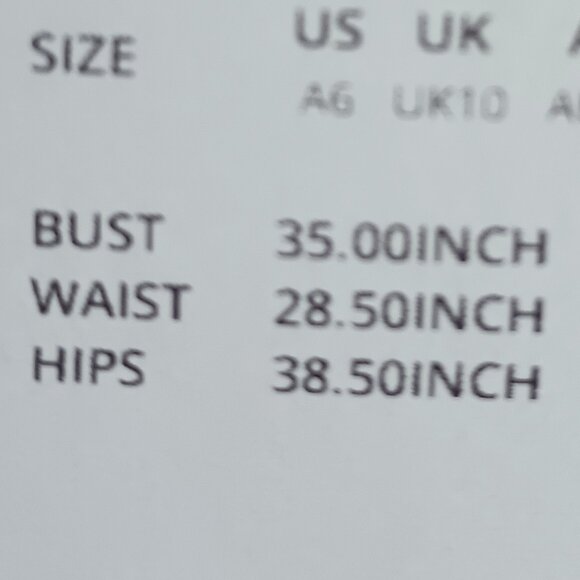 SIZE US UK
A6 UK10
BUST 35.00INCH
WAIST 28.50INCH
HIPS 38.50INCH